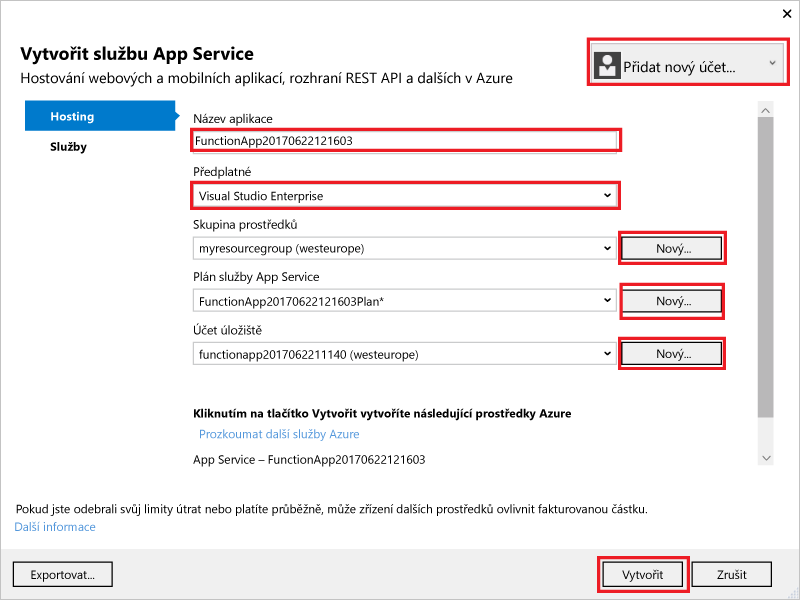 Vytvořit službu App Service
Hostování webových a mobilních aplikací, rozhraní REST API a dalších v Azure
Přidat nový účet...
Hosting
Služby
Název aplikace
FunctionApp20170622121603
Předplatné
Visual Studio Enterprise
Skupina prostředků
myresourcegroup (westeurope)
Nový...
Plán služby App Service
FunctionApp20170622121603Plan*
Nový...
Účet úložiště
functionapp2017062211140 (westeurope)
Nový...
Kliknutím na tlačítko Vytvořit vytvoříte následující prostředky Azure
Prozkoumat další služby Azure
App Service – FunctionApp20170622121603
Pokud jste odebrali svůj limity útrat nebo platíte průběžně, může zřízení dalších prostředků ovlivnit fakturovanou částku.
Další informace
Exportovat...
Vytvořit
Zrušit